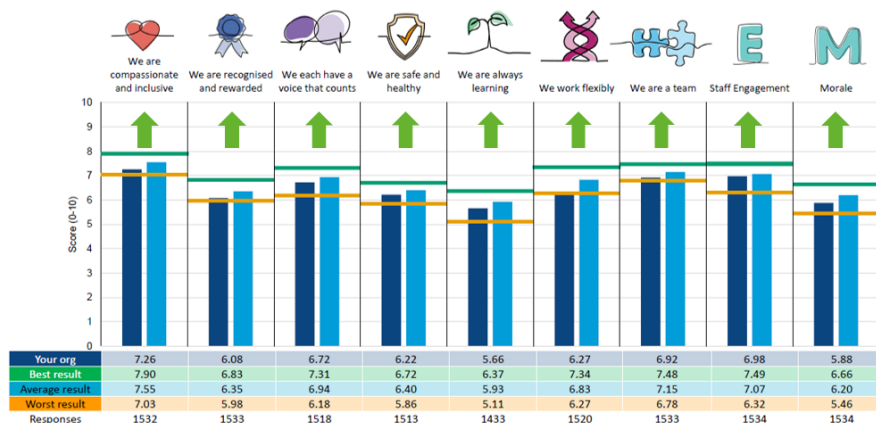 We are
compassionate
and inclusive
We are recognised
and rewarded
We each have a
voice that counts
We are safe and
healthy
We are always
learning
We work flexibly
We are a team
E
Staff Engagement
M
Morale
Score (0-10)
10
9
8
7
6
5
4
3
2
1
0
Your org 7.26 6.08 6.72 6.22 5.66 6.27 6.92 6.98 5.88
Best result 7.90 6.83 7.31 6.72 6.37 7.34 7.48 7.49 6.66
Average result 7.55 6.35 6.94 6.40 5.93 6.83 7.15 7.07 6.20
Worst result 7.03 5.98 6.18 5.86 5.11 6.27 6.78 6.32 5.46
Responses 1532 1533 1518 1513 1433 1520 1533 1534 1534